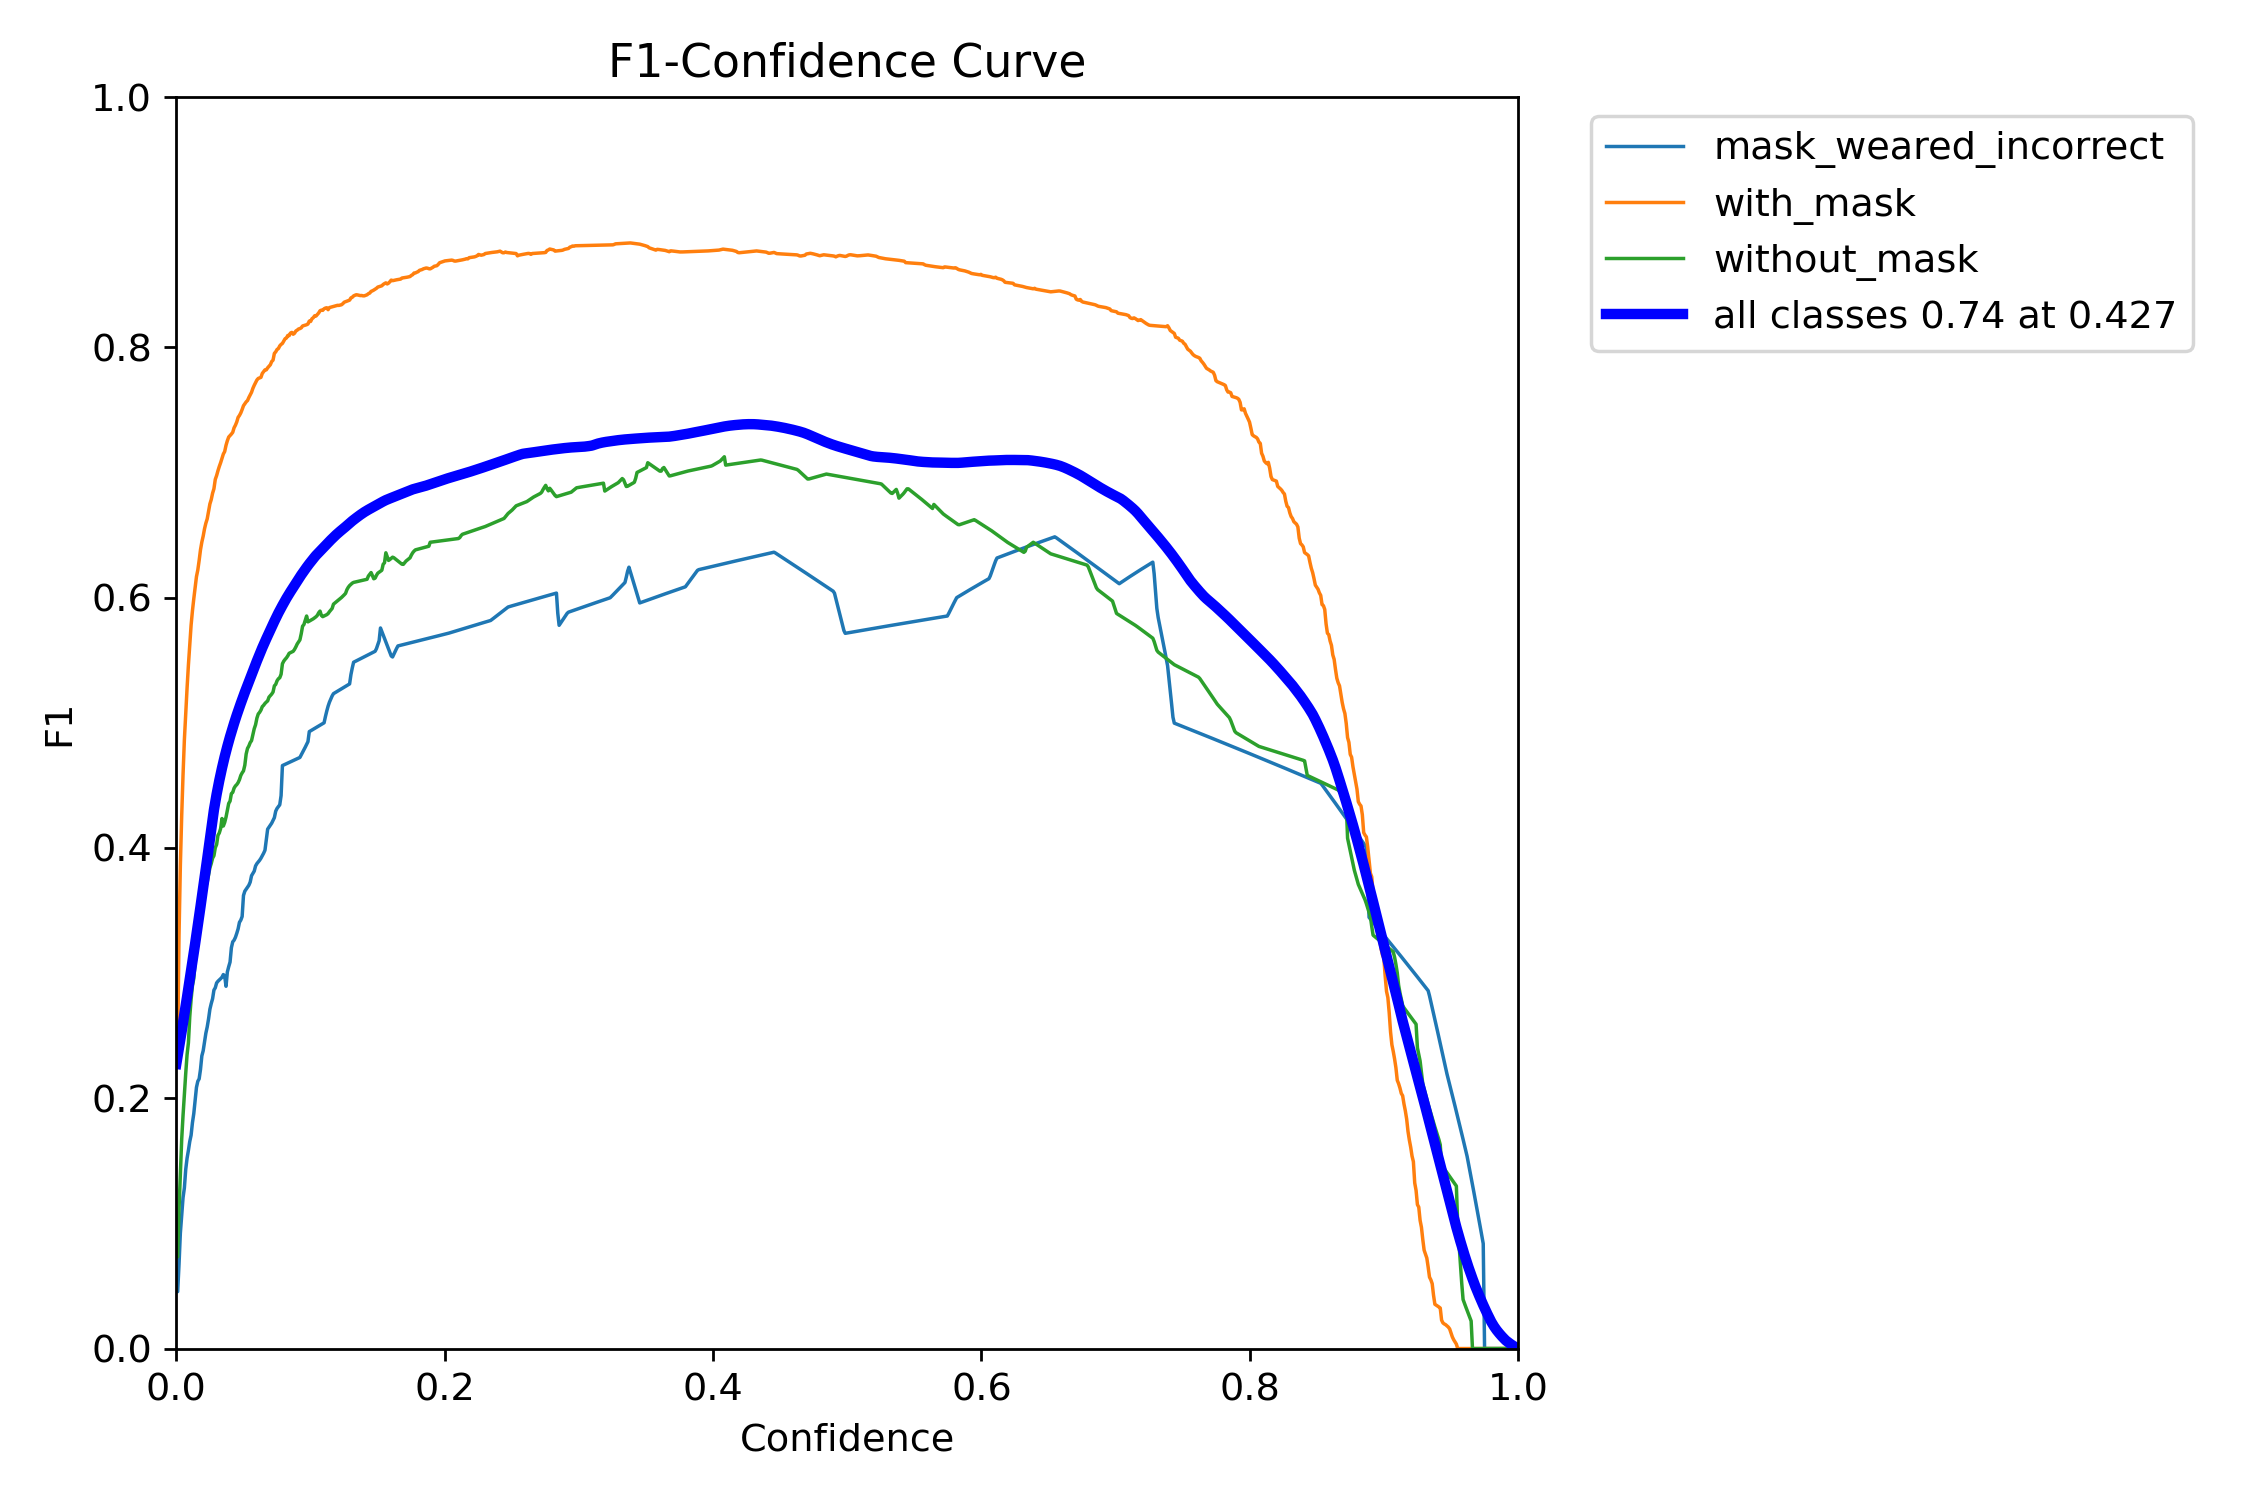 F1-Confidence Curve
1.0
0.8
0.6
0.4
0.2
0.0
F1
0.0 0.2 0.4 0.6 0.8 1.0
Confidence
mask_weared_incorrect
with_mask
without_mask
all classes 0.74 at 0.427